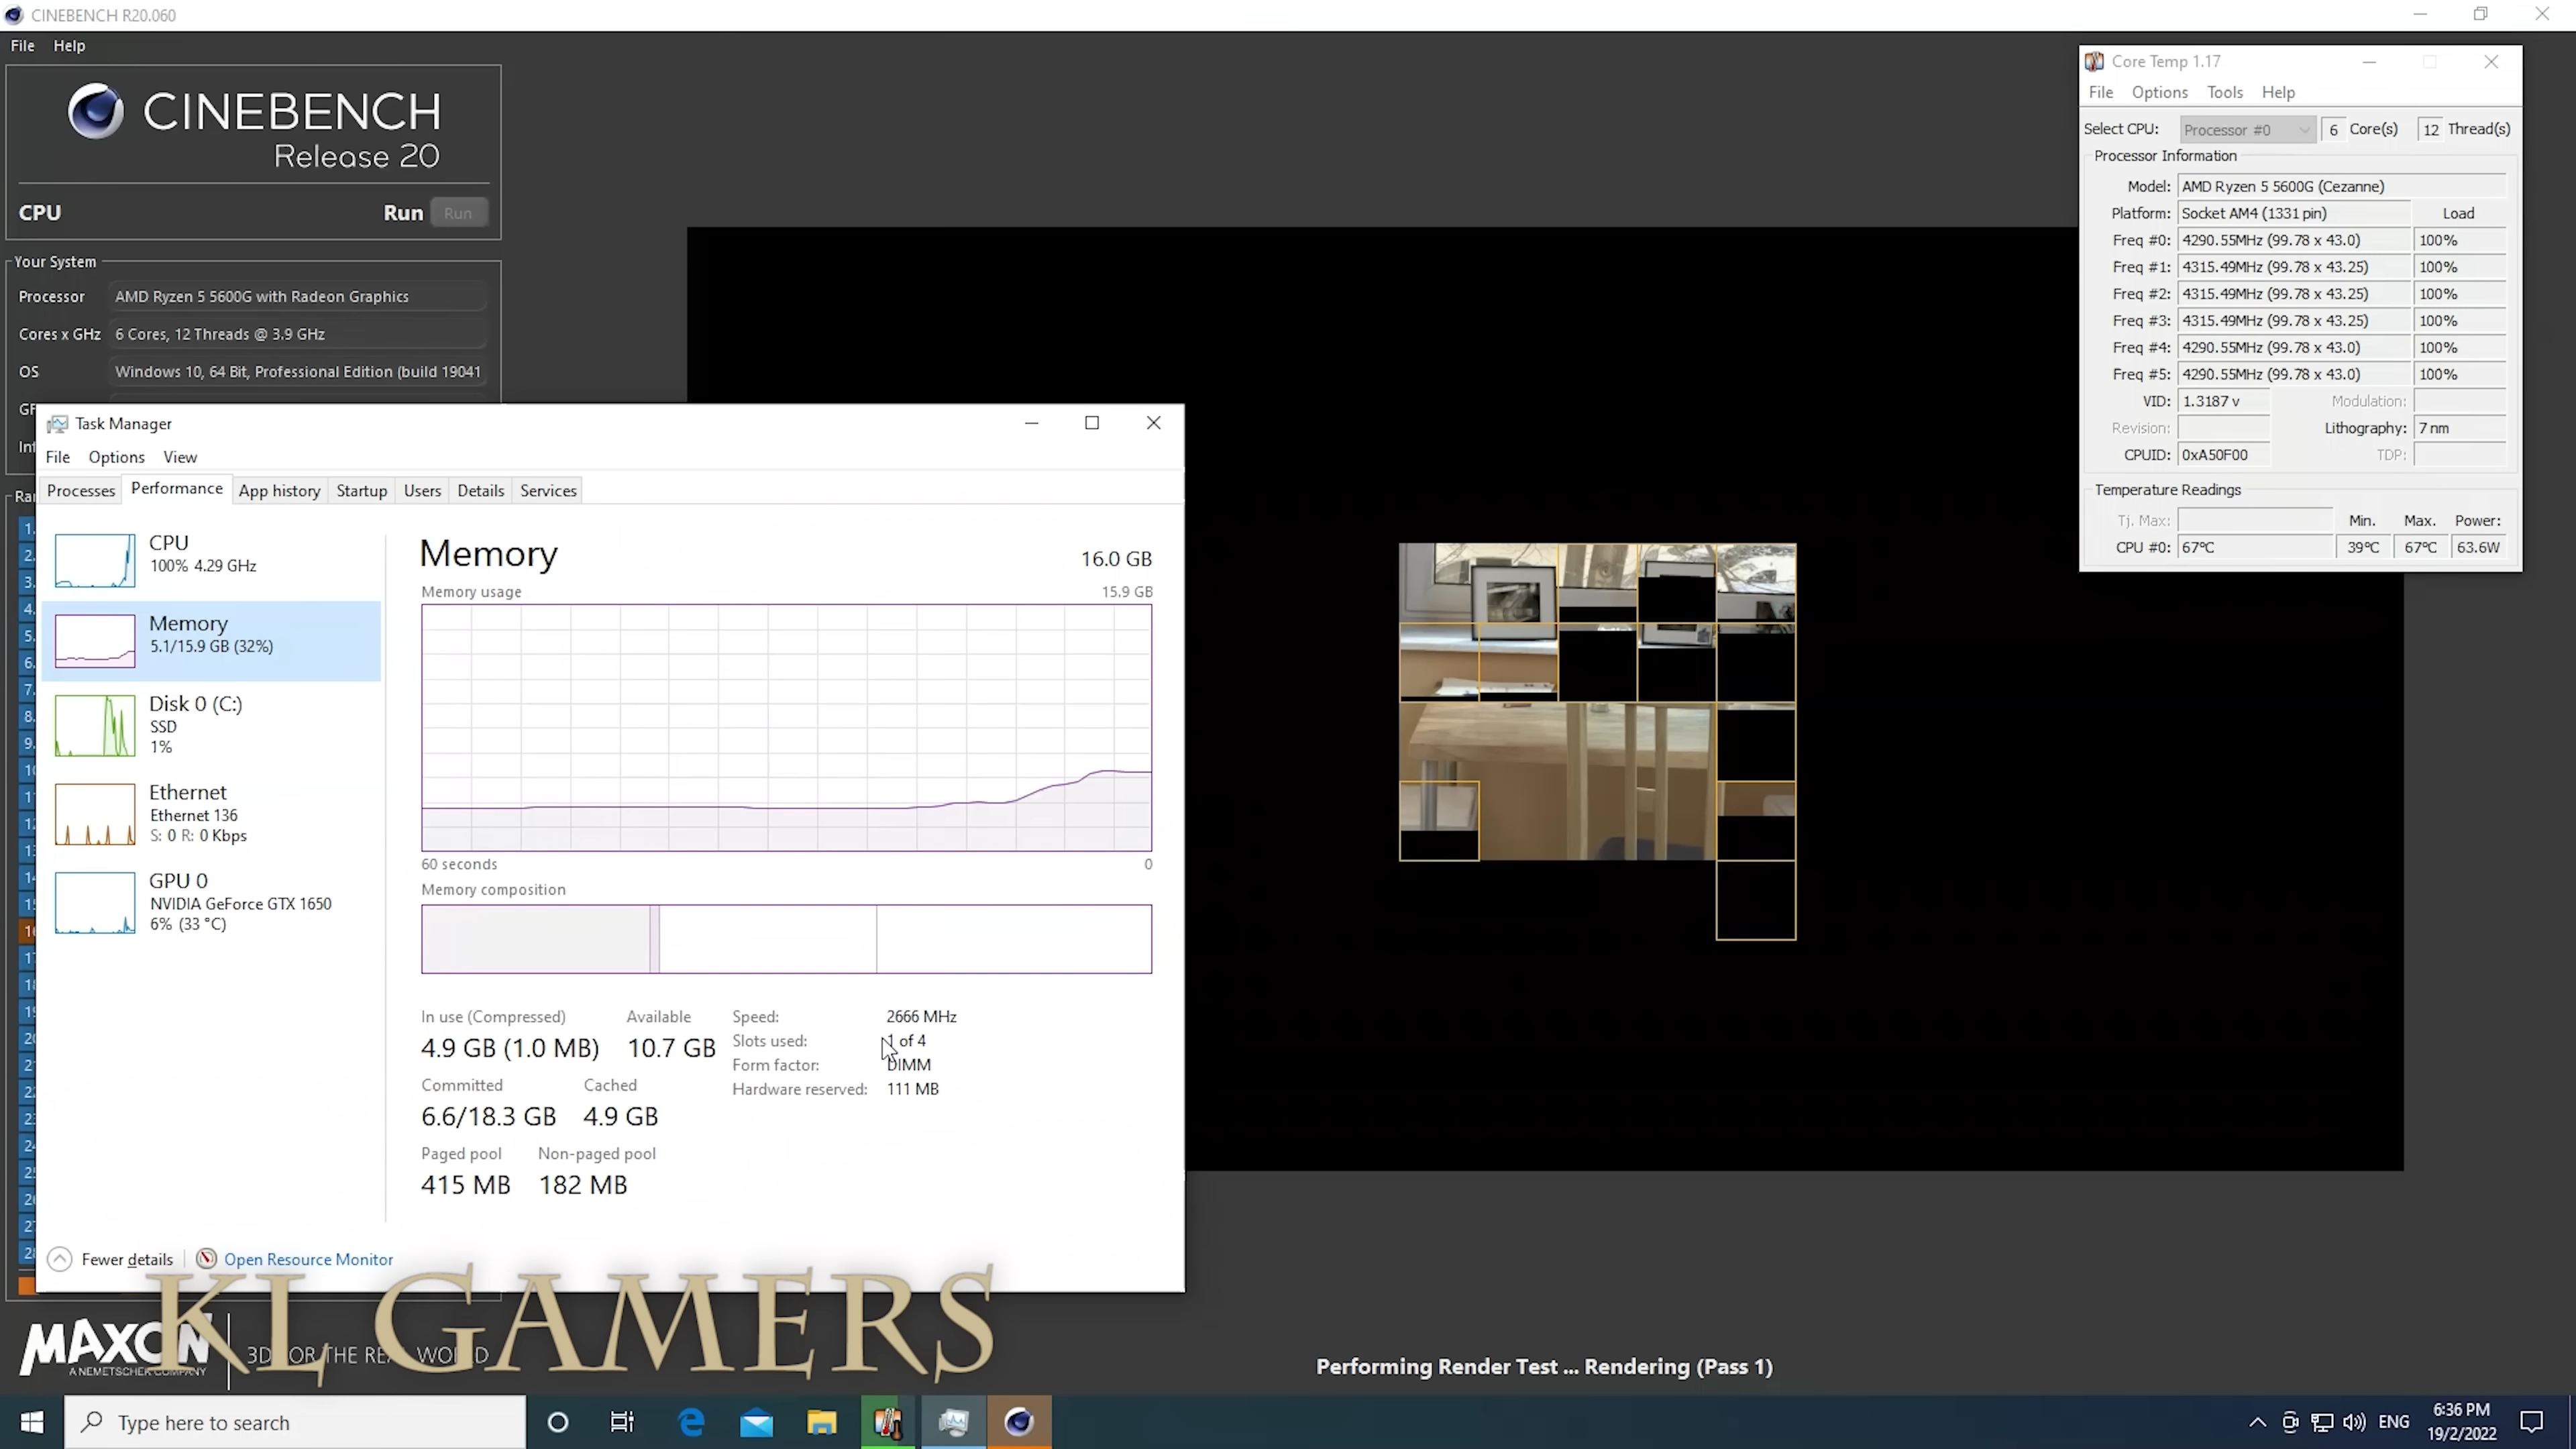 CINEBENCH R20.060
File Help
CINEBENCH
Release 20
CPU Run Run
Your System
Processor AMD Ryzen 5 5600G with Radeon Graphics
Cores x GHz 6 Cores, 12 Threads @ 3.9 GHz
OS Windows 10, 64 Bit, Professional Edition (build 19041
Task Manager
File Options View
Processes Performance App history Startup Users Details Services
CPU
100% 4.29 GHz
Memory
5.1/15.9 GB (32%)
Disk 0 (C:)
SSD
1%
Ethernet
Ethernet 136
S: 0 R: 0 Kbps
GPU 0
NVIDIA GeForce GTX 1650
6% (33 °C)
Memory 16.0 GB
Memory usage 15.9 GB
60 seconds 0
Memory composition
In use (Compressed) Available
4.9 GB (1.0 MB) 10.7 GB
Committed Cached
6.6/18.3 GB 4.9 GB
Paged pool Non-paged pool
415 MB 182 MB
Speed: 2666 MHz
Slots used: 1 of 4
Form factor: DIMM
Hardware reserved: 111 MB
Fewer details Open Resource Monitor
KL GAMERS
MAXON
A NEMETSCHEK COMPANY
Performing Render Test ... Rendering (Pass 1)
Core Temp 1.17
File Options Tools Help
Select CPU: Processor #0 6 Core(s) 12 Thread(s)
Processor Information
Model: AMD Ryzen 5 5600G (Cezanne)
Platform: Socket AM4 (1331 pin) Load
Freq #0: 4290.55MHz (99.78 x 43.0) 100%
Freq #1: 4315.49MHz (99.78 x 43.25) 100%
Freq #2: 4315.49MHz (99.78 x 43.25) 100%
Freq #3: 4315.49MHz (99.78 x 43.25) 100%
Freq #4: 4290.55MHz (99.78 x 43.0) 100%
Freq #5: 4290.55MHz (99.78 x 43.0) 100%
VID: 1.3187 v Modulation:
Revision: Lithography: 7 nm
CPUID: 0xA50F00 TDP:
Temperature Readings
Tj. Max: Min. Max. Power:
CPU #0: 67°C 39°C 67°C 63.6W
Type here to search
ENG
6:36 PM
19/2/2022